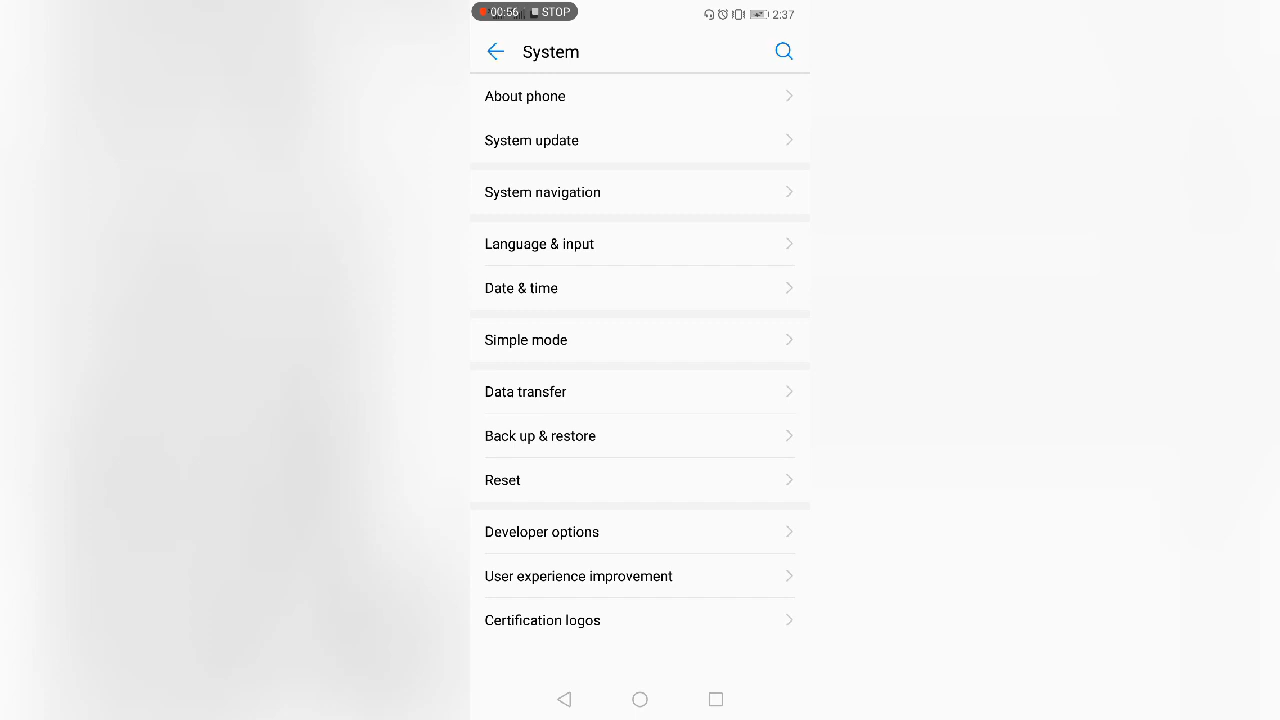 00:56 STOP 2:37
System
About phone
System update
System navigation
Language & input
Date & time
Simple mode
Data transfer
Back up & restore
Reset
Developer options
User experience improvement
Certification logos